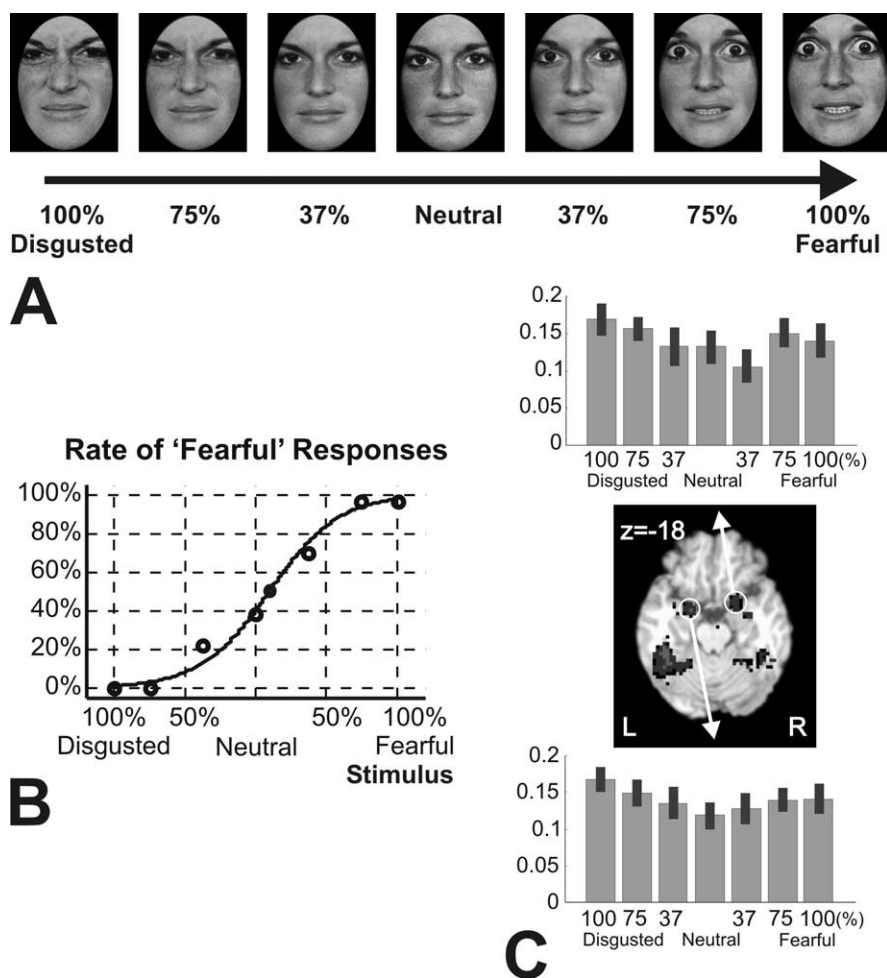 100% 75% 37% Neutral 37% 75% 100%
Disgusted Fearful
A
Rate of 'Fearful' Responses
100%
80%
60%
40%
20%
0%
100% 50% 50% 100%
Disgusted Neutral Fearful
Stimulus
B
0.2
0.15
0.1
0.05
0
100 75 37 37 75 100(%)
Disgusted Neutral Fearful
z=-18
L R
0.2
0.15
0.1
0.05
0
100 75 37 37 75 100(%)
Disgusted Neutral Fearful
C